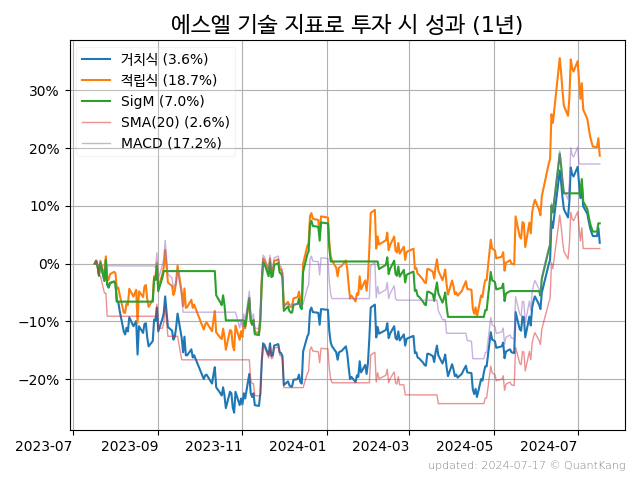 에스엘 기술 지표로 투자 시 성과 (1년)
거치식 (3.6%)
적립식 (18.7%)
SigM (7.0%)
SMA(20) (2.6%)
MACD (17.2%)
30%
20%
10%
0%
−10%
−20%
2023-07 2023-09 2023-11 2024-01 2024-03 2024-05 2024-07
updated: 2024-07-17 © QuantKang